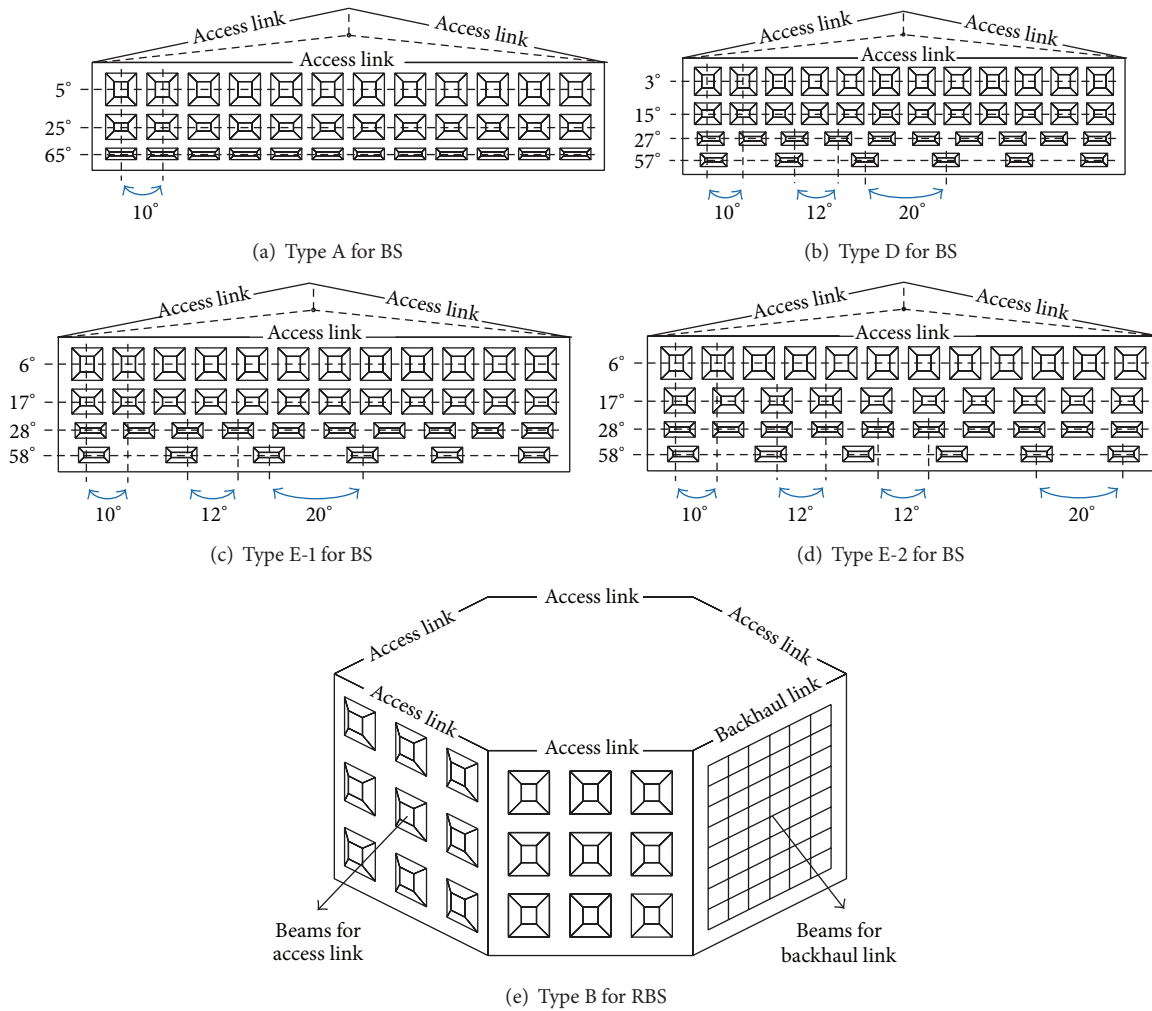 Access link
Access link
Access link
5°
25°
65°
10°
(a) Type A for BS
Access link
Access link
Access link
3°
15°
27°
57°
10°
12°
20°
(b) Type D for BS
Access link
Access link
Access link
6°
17°
28°
58°
10°
12°
20°
(c) Type E-1 for BS
Access link
Access link
Access link
6°
17°
28°
58°
10°
12°
12°
20°
(d) Type E-2 for BS
Access link
Access link
Access link
Access link
Access link
Backhaul link
Beams for
access link
Beams for
backhaul link
(e) Type B for RBS